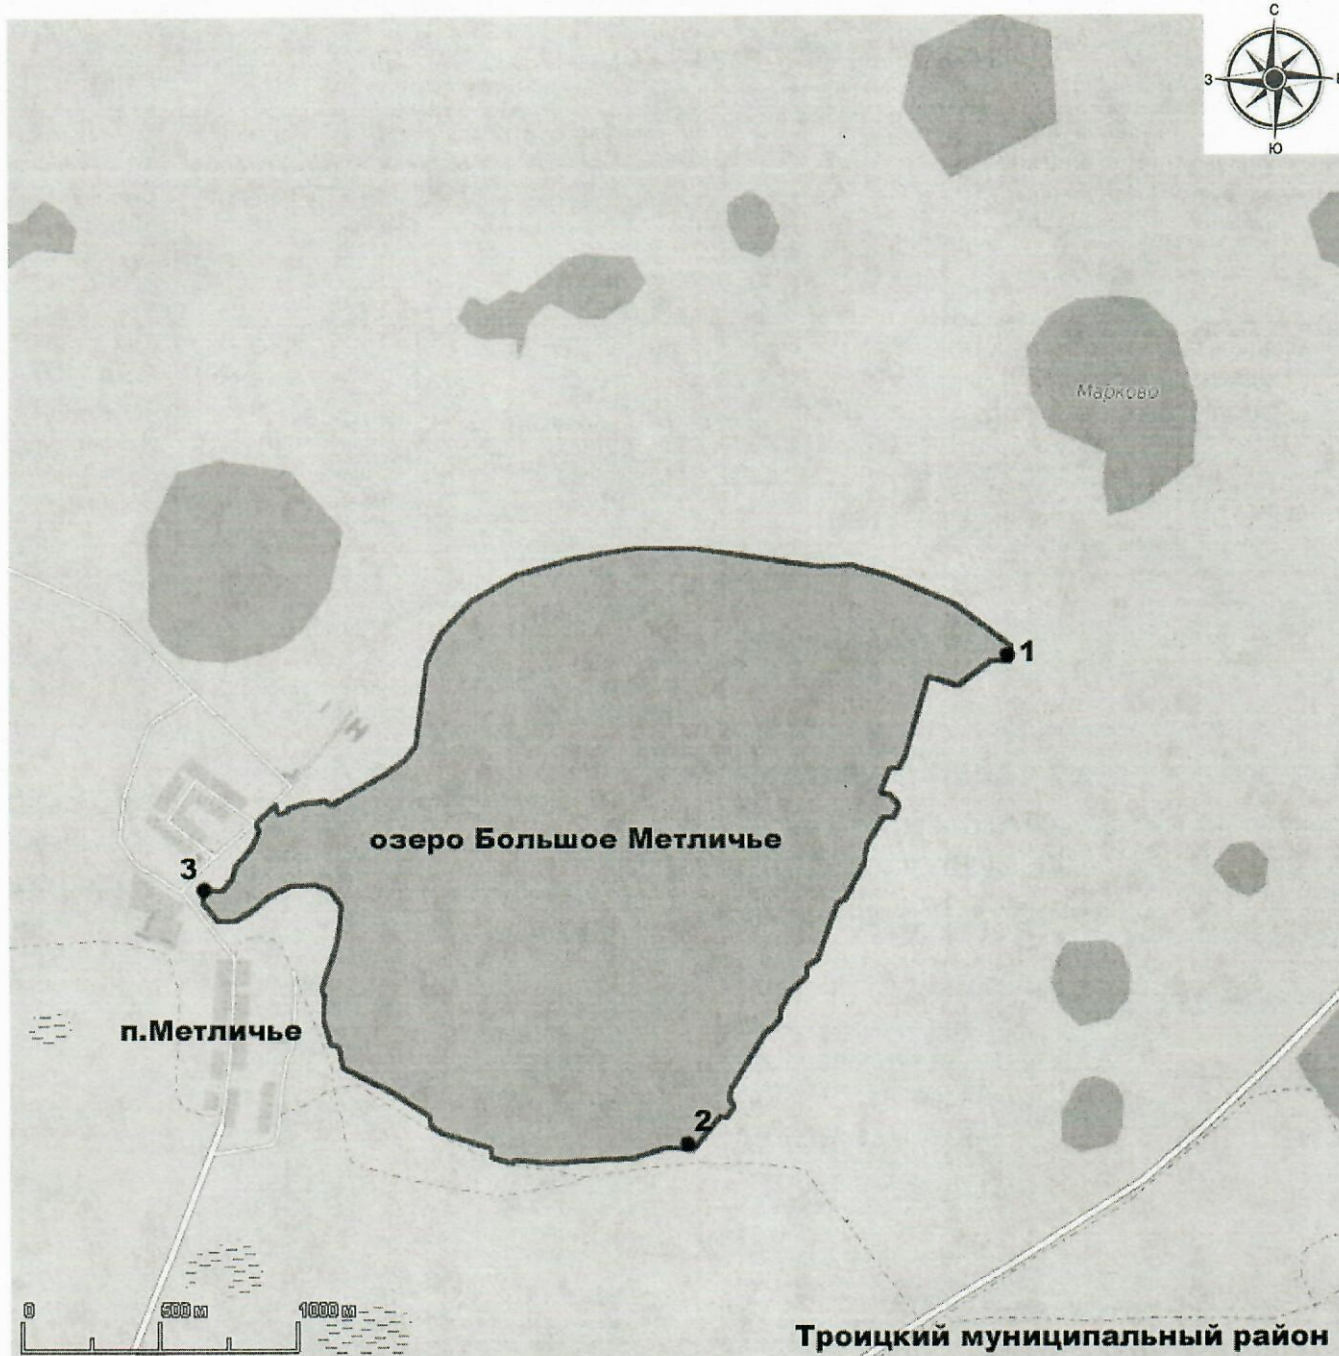 С
З
В
Ю
Марково
1
озеро Большое Метличье
3
п.Метличье
2
0 500 м 1000 м
Троицкий муниципальный район